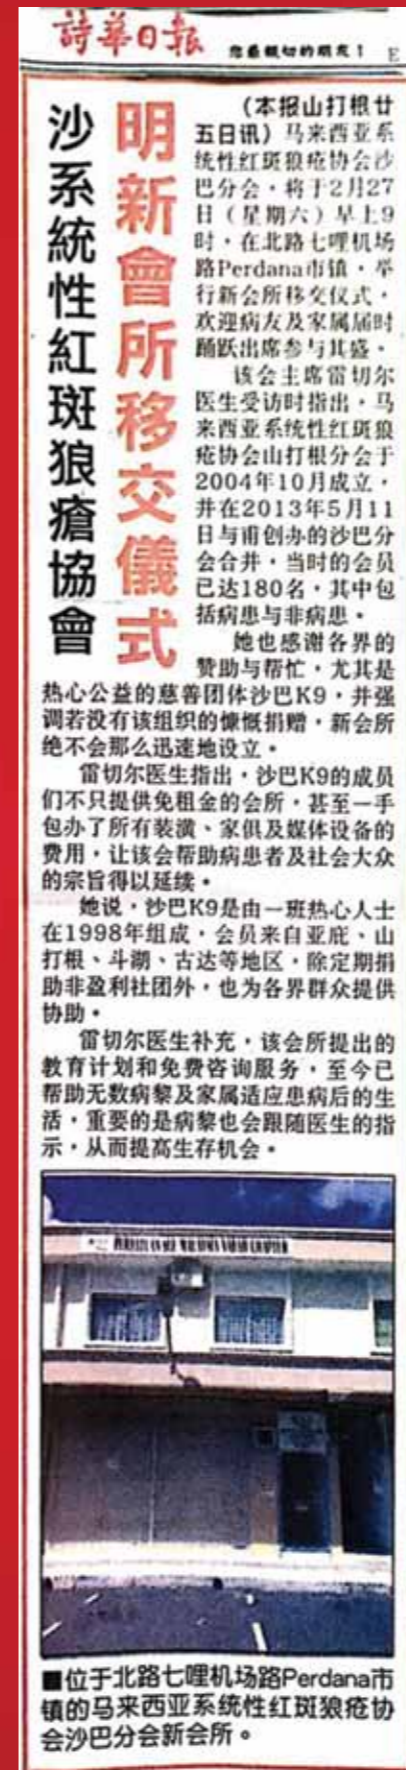 詩華日報 您最親切的朋友! E
明新會所移交儀式
沙系統性紅斑狼瘡協會
(本报山打根廿
五日讯)马来西亚系
统性红斑狼疮协会沙
巴分会,将于2月27
日(星期六)早上9
时,在北路七哩机场
路Perdana市镇,举
行新会所移交仪式,
欢迎病友及家属届时
踊跃出席参与其盛。
该会主席雷切尔
医生受访时指出,马
来西亚系统性红斑狼
疮协会山打根分会于
2004年10月成立,
并在2013年5月11
日与甫创办的沙巴分
会合并,当时的会员
已达180名,其中包
括病患与非病患。
她也感谢各界的
赞助与帮忙,尤其是
热心公益的慈善团体沙巴K9,并强
调若没有该组织的慷慨捐赠,新会所
绝不会那么迅速地设立。
雷切尔医生指出,沙巴K9的成员
们不只提供免租金的会所,甚至一手
包办了所有装潢、家俱及媒体设备的
费用,让该会帮助病患者及社会大众
的宗旨得以延续。
她说,沙巴K9是由一班热心人士
在1998年组成,会员来自亚庇、山
打根、斗湖、古达等地区,除定期捐
助非盈利社团外,也为各界群众提供
协助。
雷切尔医生补充,该会所提出的
教育计划和免费咨询服务,至今已
帮助无数病黎及家属适应患病后的生
活,重要的是病黎也会跟随医生的指
示,从而提高生存机会。
■位于北路七哩机场路Perdana市
镇的马来西亚系统性红斑狼疮协
会沙巴分会新会所。